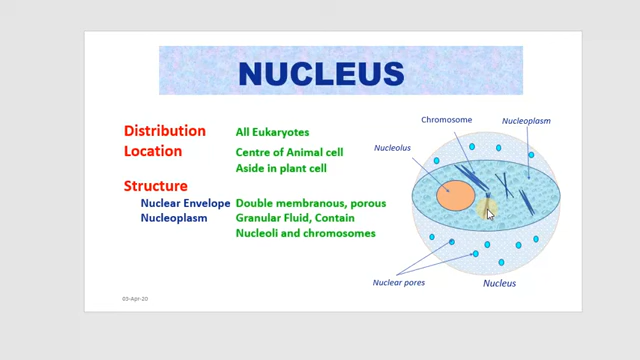 NUCLEUS
Distribution All Eukaryotes
Location Centre of Animal cell
Aside in plant cell
Structure
Nuclear Envelope Double membranous, porous
Nucleoplasm Granular Fluid, Contain
Nucleoli and chromosomes
Chromosome
Nucleoplasm
Nucleolus
Nuclear pores
Nucleus
03-Apr-20